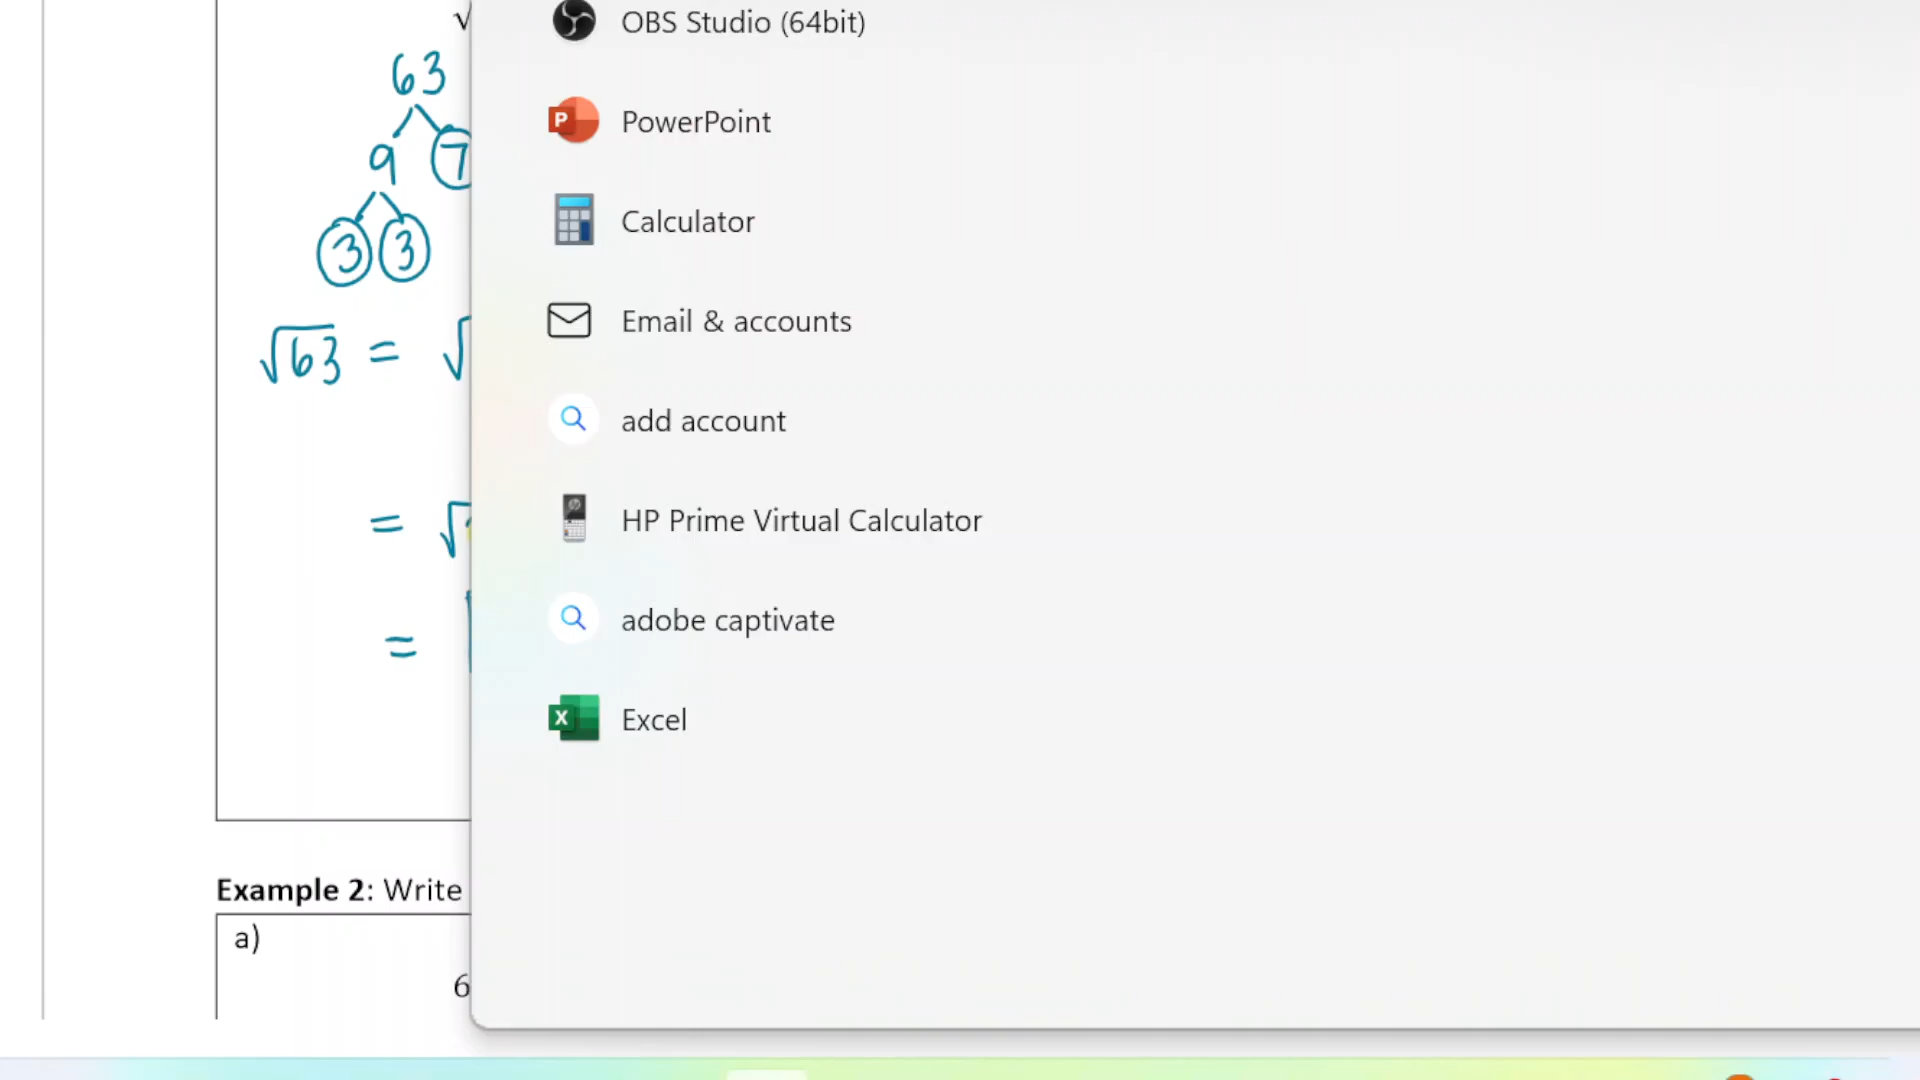 √
63
9 7
3 3
√63 = √
= √
=
Example 2: Write
a)
6
OBS Studio (64bit)
PowerPoint
Calculator
Email & accounts
add account
HP Prime Virtual Calculator
adobe captivate
Excel